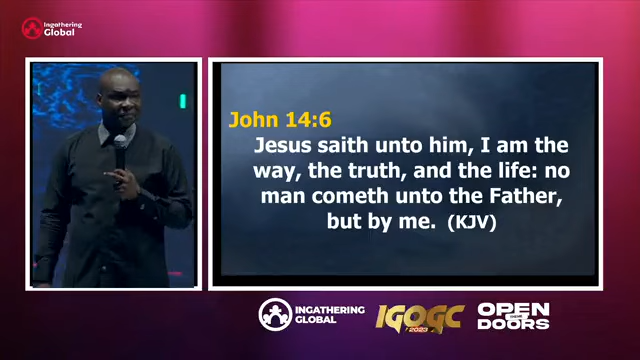 Ingathering
Global
John 14:6
Jesus saith unto him, I am the
way, the truth, and the life: no
man cometh unto the Father,
but by me. (KJV)
INGATHERING
GLOBAL
IGOGC
2023
OPEN
DOORS